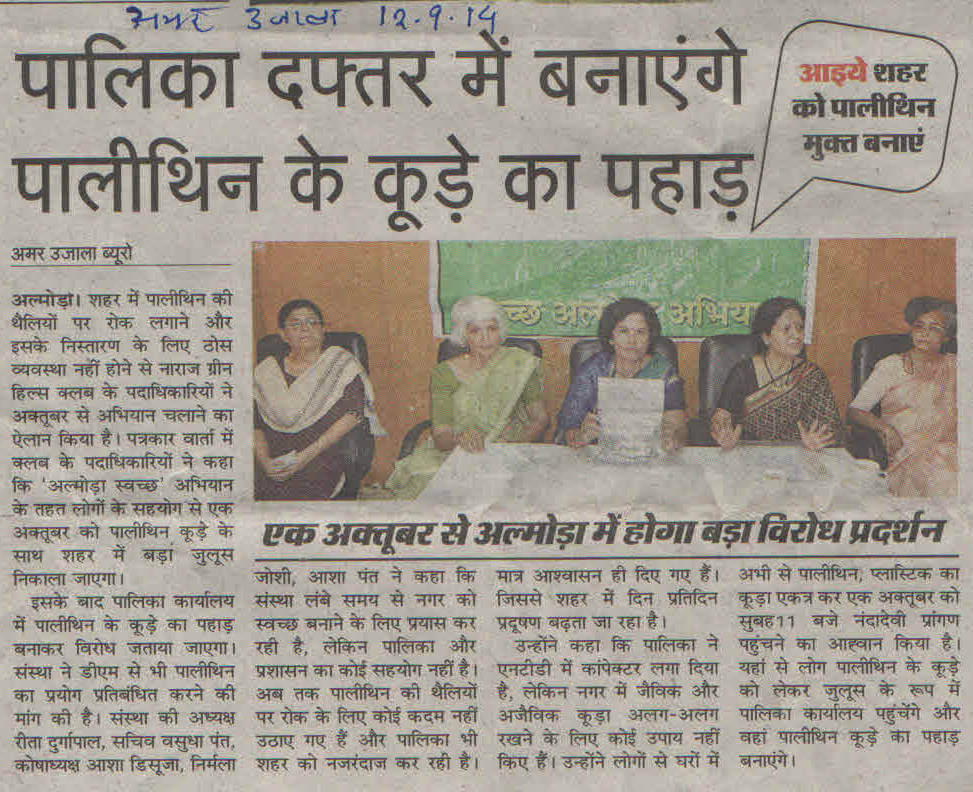 अमर उजाला 12.9.14
पालिका दफ्तर में बनाएंगे
पालीथिन के कूड़े का पहाड़
आइये शहर
को पालीथिन
मुक्त बनाएं
अमर उजाला ब्यूरो
अल्मोड़ा। शहर में पालीथिन की
थैलियों पर रोक लगाने और
इसके निस्तारण के लिए ठोस
व्यवस्था नहीं होने से नाराज ग्रीन
हिल्स क्लब के पदाधिकारियों ने
अक्तूबर से अभियान चलाने का
ऐलान किया है। पत्रकार वार्ता में
क्लब के पदाधिकारियों ने कहा
कि 'अल्मोड़ा स्वच्छ' अभियान
के तहत लोगों के सहयोग से एक
अक्तूबर को पालीथिन कूड़े के
साथ शहर में बड़ा जुलूस
निकाला जाएगा।
इसके बाद पालिका कार्यालय
में पालीथिन के कूड़े का पहाड़
बनाकर विरोध जताया जाएगा।
संस्था ने डीएम से भी पालीथिन
का प्रयोग प्रतिबंधित करने की
मांग की है। संस्था की अध्यक्ष
रीता दुर्गापाल, सचिव वसुधा पंत,
कोषाध्यक्ष आशा डिसूजा, निर्मला
च्छ अल्मोड़ा अभिय
एक अक्तूबर से अल्मोड़ा में होगा बड़ा विरोध प्रदर्शन
जोशी, आशा पंत ने कहा कि
संस्था लंबे समय से नगर को
स्वच्छ बनाने के लिए प्रयास कर
रही है, लेकिन पालिका और
प्रशासन का कोई सहयोग नहीं है।
अब तक पालीथिन की थैलियों
पर रोक के लिए कोई कदम नहीं
उठाए गए हैं और पालिका भी
शहर को नजरंदाज कर रही है।
मात्र आश्वासन ही दिए गए हैं।
जिससे शहर में दिन प्रतिदिन
प्रदूषण बढ़ता जा रहा है।
उन्होंने कहा कि पालिका ने
एनटीडी में कांपेक्टर लगा दिया
है, लेकिन नगर में जैविक और
अजैविक कूड़ा अलग-अलग
रखने के लिए कोई उपाय नहीं
किए हैं। उन्होंने लोगों से घरों में
अभी से पालीथिन, प्लास्टिक का
कूड़ा एकत्र कर एक अक्तूबर को
सुबह 11 बजे नंदादेवी प्रांगण
पहुंचने का आह्वान किया है।
यहां से लोग पालीथिन के कूड़े
को लेकर जुलूस के रूप में
पालिका कार्यालय पहुंचेंगे और
वहां पालीथिन कूड़े का पहाड़
बनाएंगे।